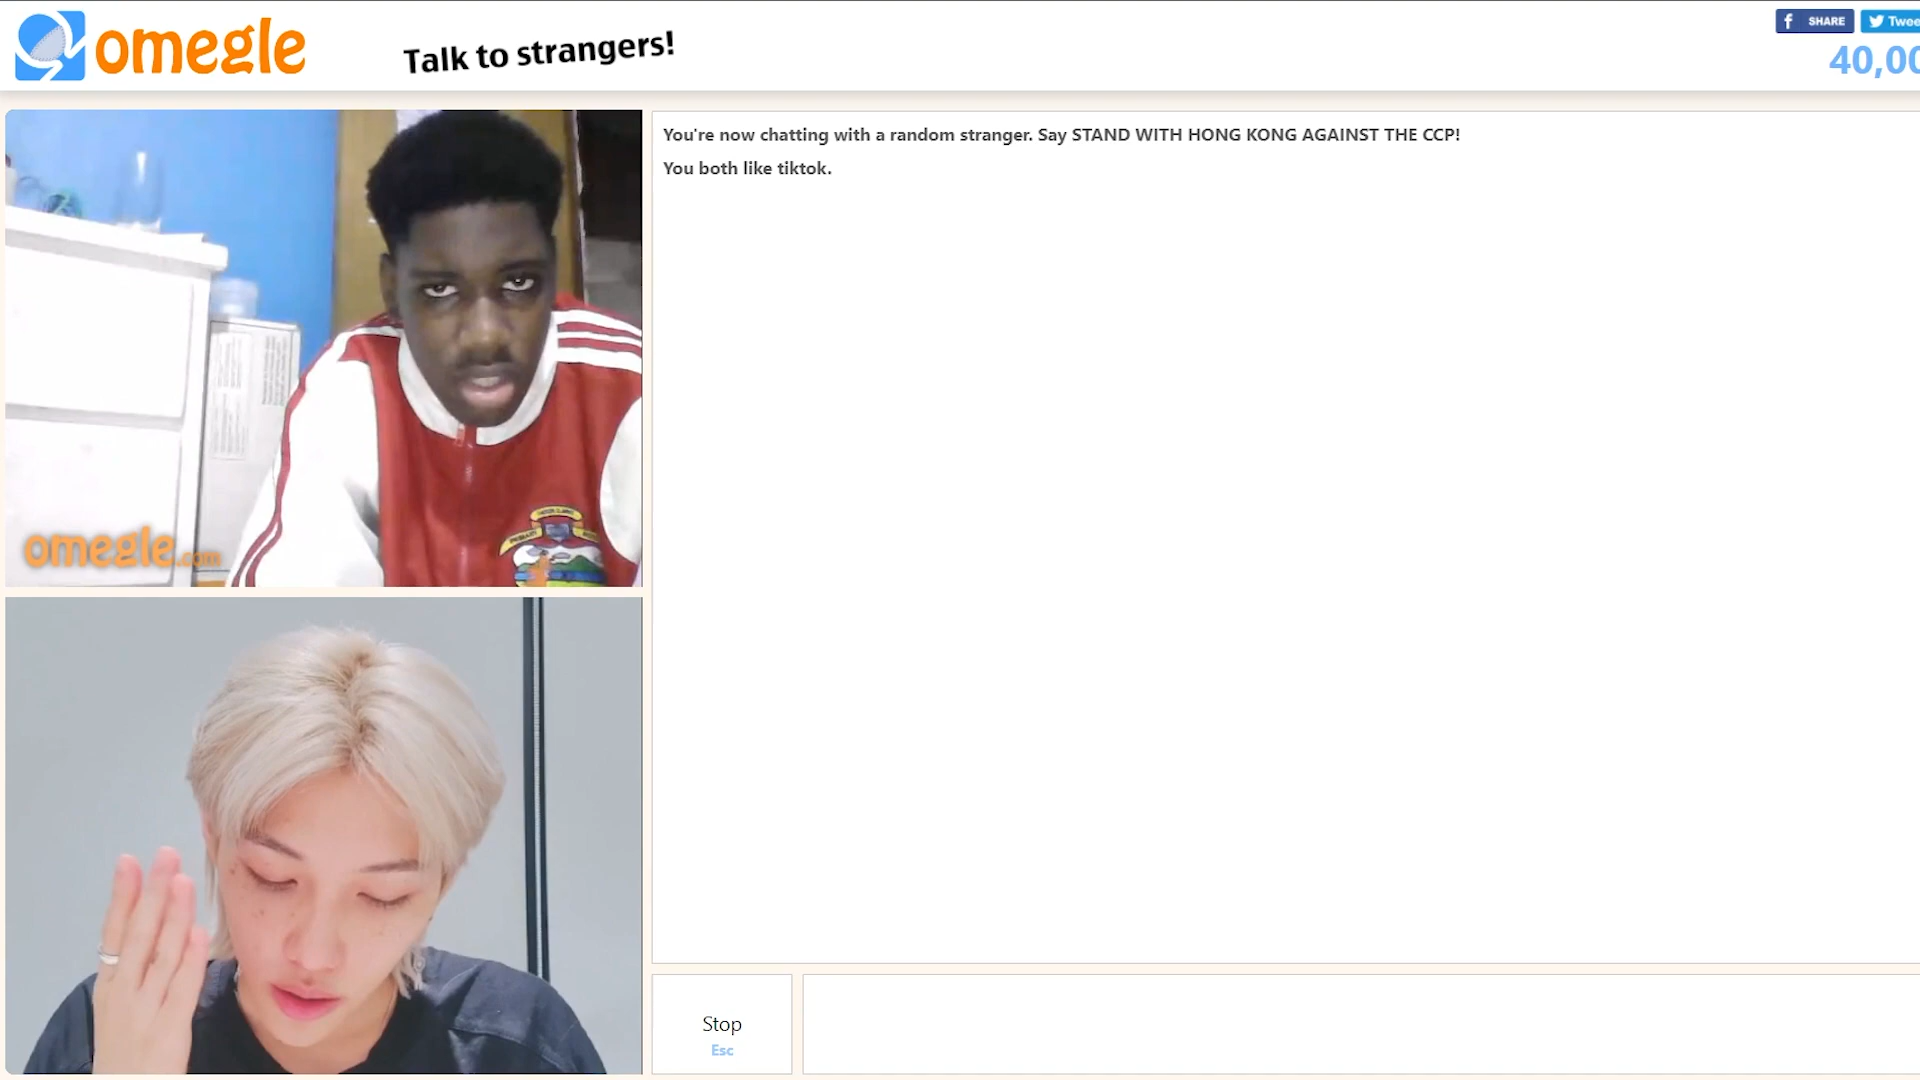 omegle
Talk to strangers!
SHARE
Twee
40,00
You're now chatting with a random stranger. Say STAND WITH HONG KONG AGAINST THE CCP!
You both like tiktok.
omegle.com
Stop
Esc